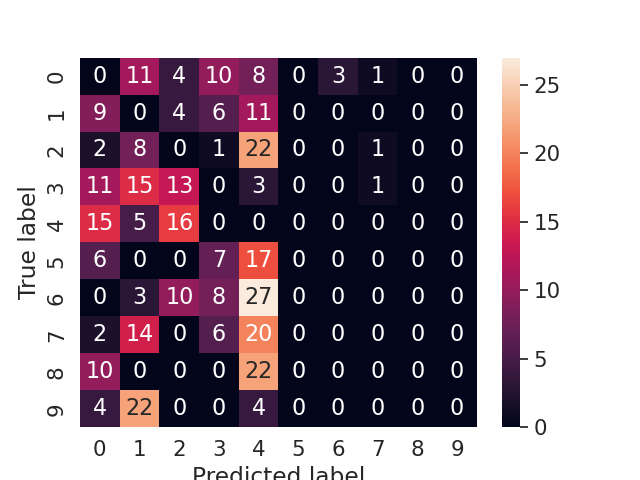 0 0 11 4 10 8 0 3 1 0 0
1 9 0 4 6 11 0 0 0 0 0
2 2 8 0 1 22 0 0 1 0 0
3 11 15 13 0 3 0 0 1 0 0
4 15 5 16 0 0 0 0 0 0 0
5 6 0 0 7 17 0 0 0 0 0
6 0 3 10 8 27 0 0 0 0 0
7 2 14 0 6 20 0 0 0 0 0
8 10 0 0 0 22 0 0 0 0 0
9 4 22 0 0 4 0 0 0 0 0
0 1 2 3 4 5 6 7 8 9
True label
Predicted label
25
20
15
10
5
0